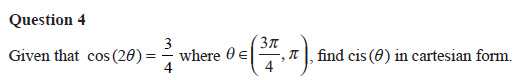 Question 4
Given that cos(2θ) = 3/4 where θ ∈ (3π/4, π), find cis(θ) in cartesian form.